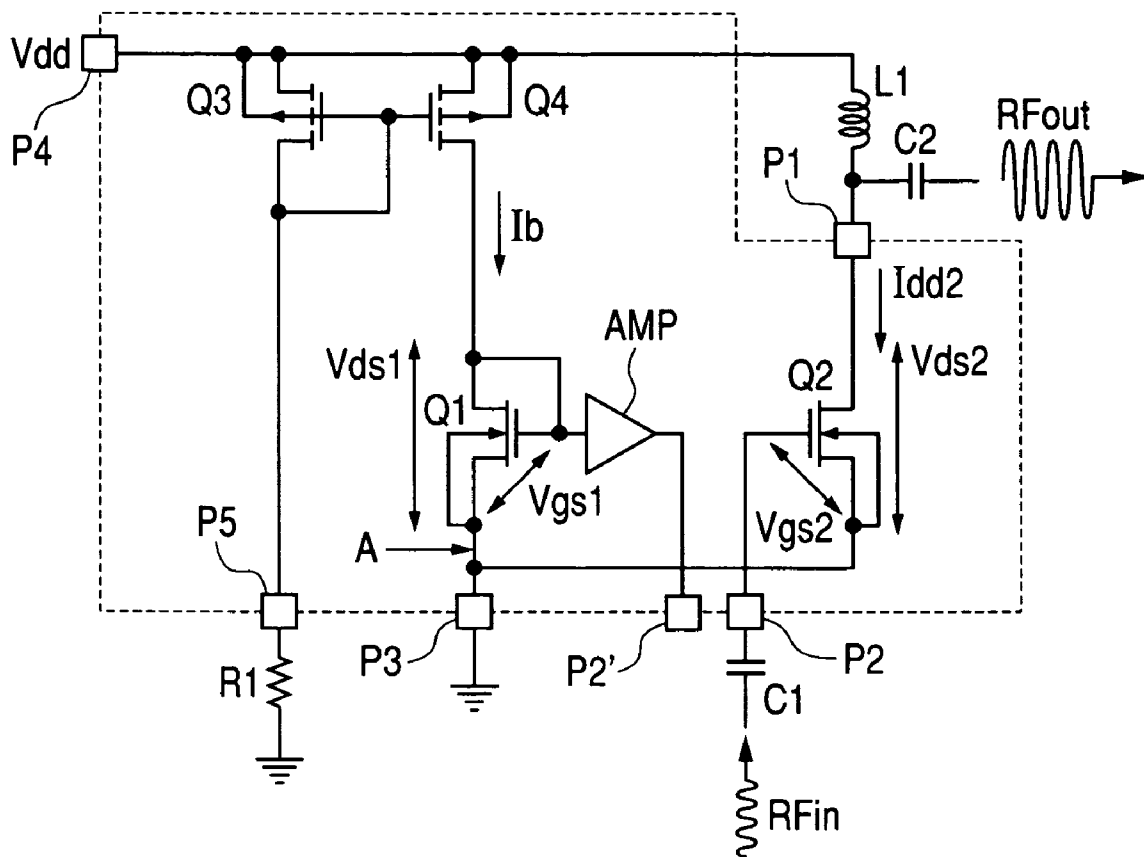 Vdd
P4
Q3
Q4
L1
C2
RFout
P1
Ib
Idd2
AMP
Vds1
Q1
Vgs1
Q2
Vds2
Vgs2
P5
A
R1
P3
P2'
P2
C1
RFin